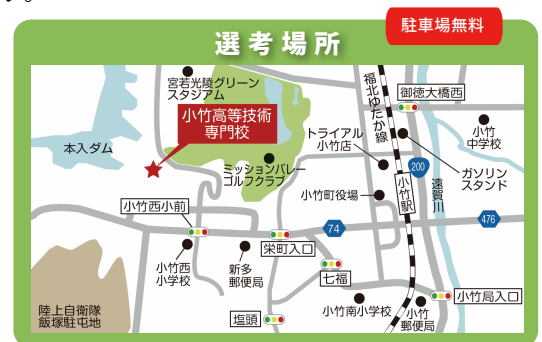 す。
駐車場無料
選考場所
宮若光陵グリーン
スタジアム
小竹高等技術
専門校
本入ダム
ミッションバレー
ゴルフクラブ
福北ゆたか線
トライアル
小竹店
御徳大橋西
小竹
中学校
ガソリン
スタンド
200
遠賀川
小竹町役場
小竹駅
小竹西小前
74
476
栄町入口
小竹西
小学校
新多
郵便局
七福
小竹局入口
小竹南小学校
小竹
郵便局
塩頭
陸上自衛隊
飯塚駐屯地